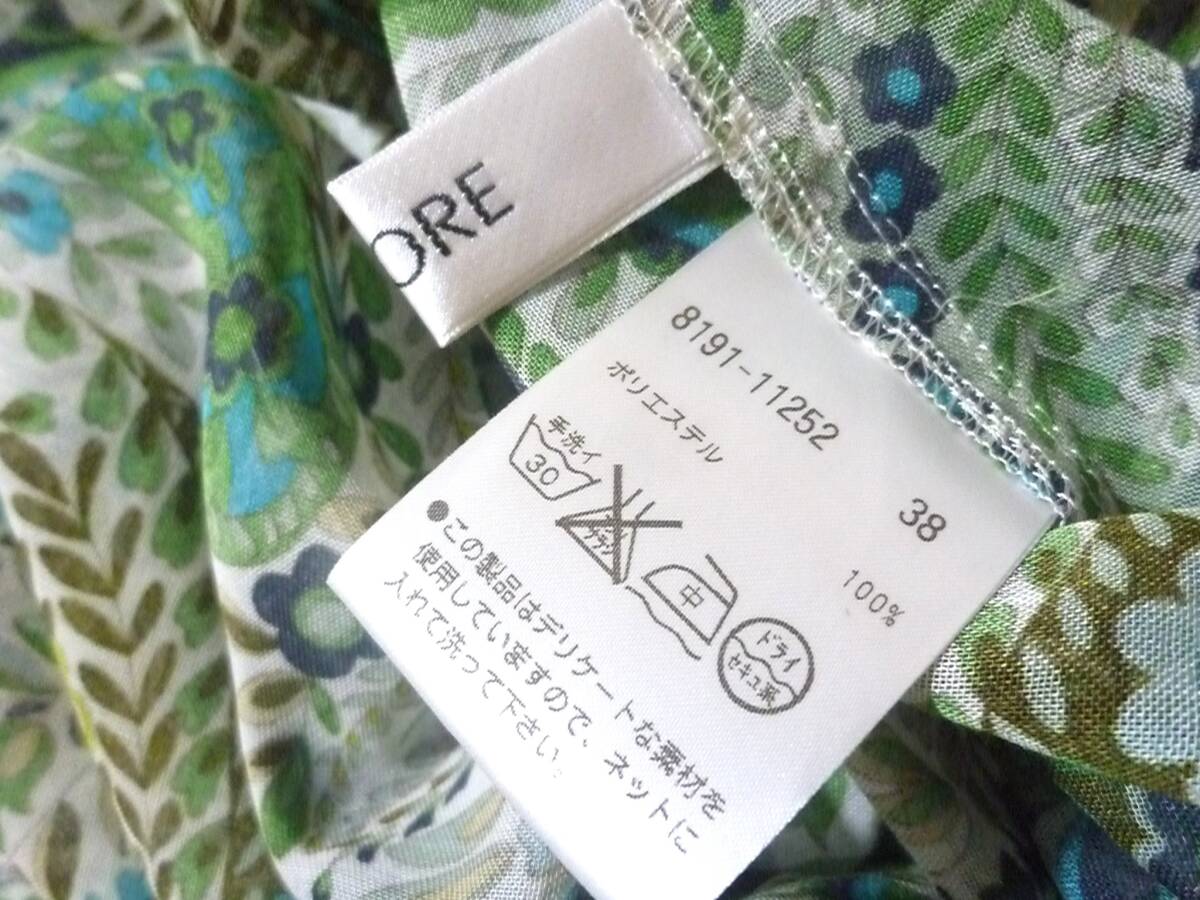 ORE
8191-11252
38
ポリエステル 100%
手洗イ
30
中
ドライ
セキユ系
●この製品はデリケートな素材を
使用していますので、ネットに
入れて洗って下さい。